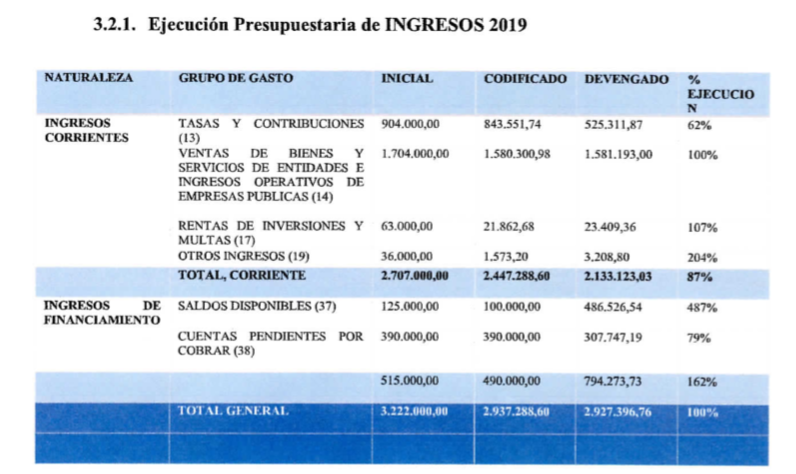 3.2.1. Ejecución Presupuestaria de INGRESOS 2019
NATURALEZA GRUPO DE GASTO INICIAL CODIFICADO DEVENGADO %
EJECUCIO
N
INGRESOS TASAS Y CONTRIBUCIONES 904.000,00 843.551,74 525.311,87 62%
CORRIENTES (13)
VENTAS DE BIENES Y 1.704.000,00 1.580.300,98 1.581.193,00 100%
SERVICIOS DE ENTIDADES E
INGRESOS OPERATIVOS DE
EMPRESAS PUBLICAS (14)
RENTAS DE INVERSIONES Y 63.000,00 21.862,68 23.409,36 107%
MULTAS (17)
OTROS INGRESOS (19) 36.000,00 1.573,20 3,208,80 204%
TOTAL, CORRIENTE 2.707.000,00 2.447.288,60 2.133.123,03 87%
INGRESOS DE SALDOS DISPONIBLES (37) 125.000,00 100.000,00 486.526,54 487%
FINANCIAMIENTO
CUENTAS PENDIENTES POR 390.000,00 390.000,00 307.747,19 79%
COBRAR (38)
515.000,00 490.000,00 794.273,73 162%
TOTAL GENERAL 3.222.000,00 2.937.288,60 2.927.396,76 100%